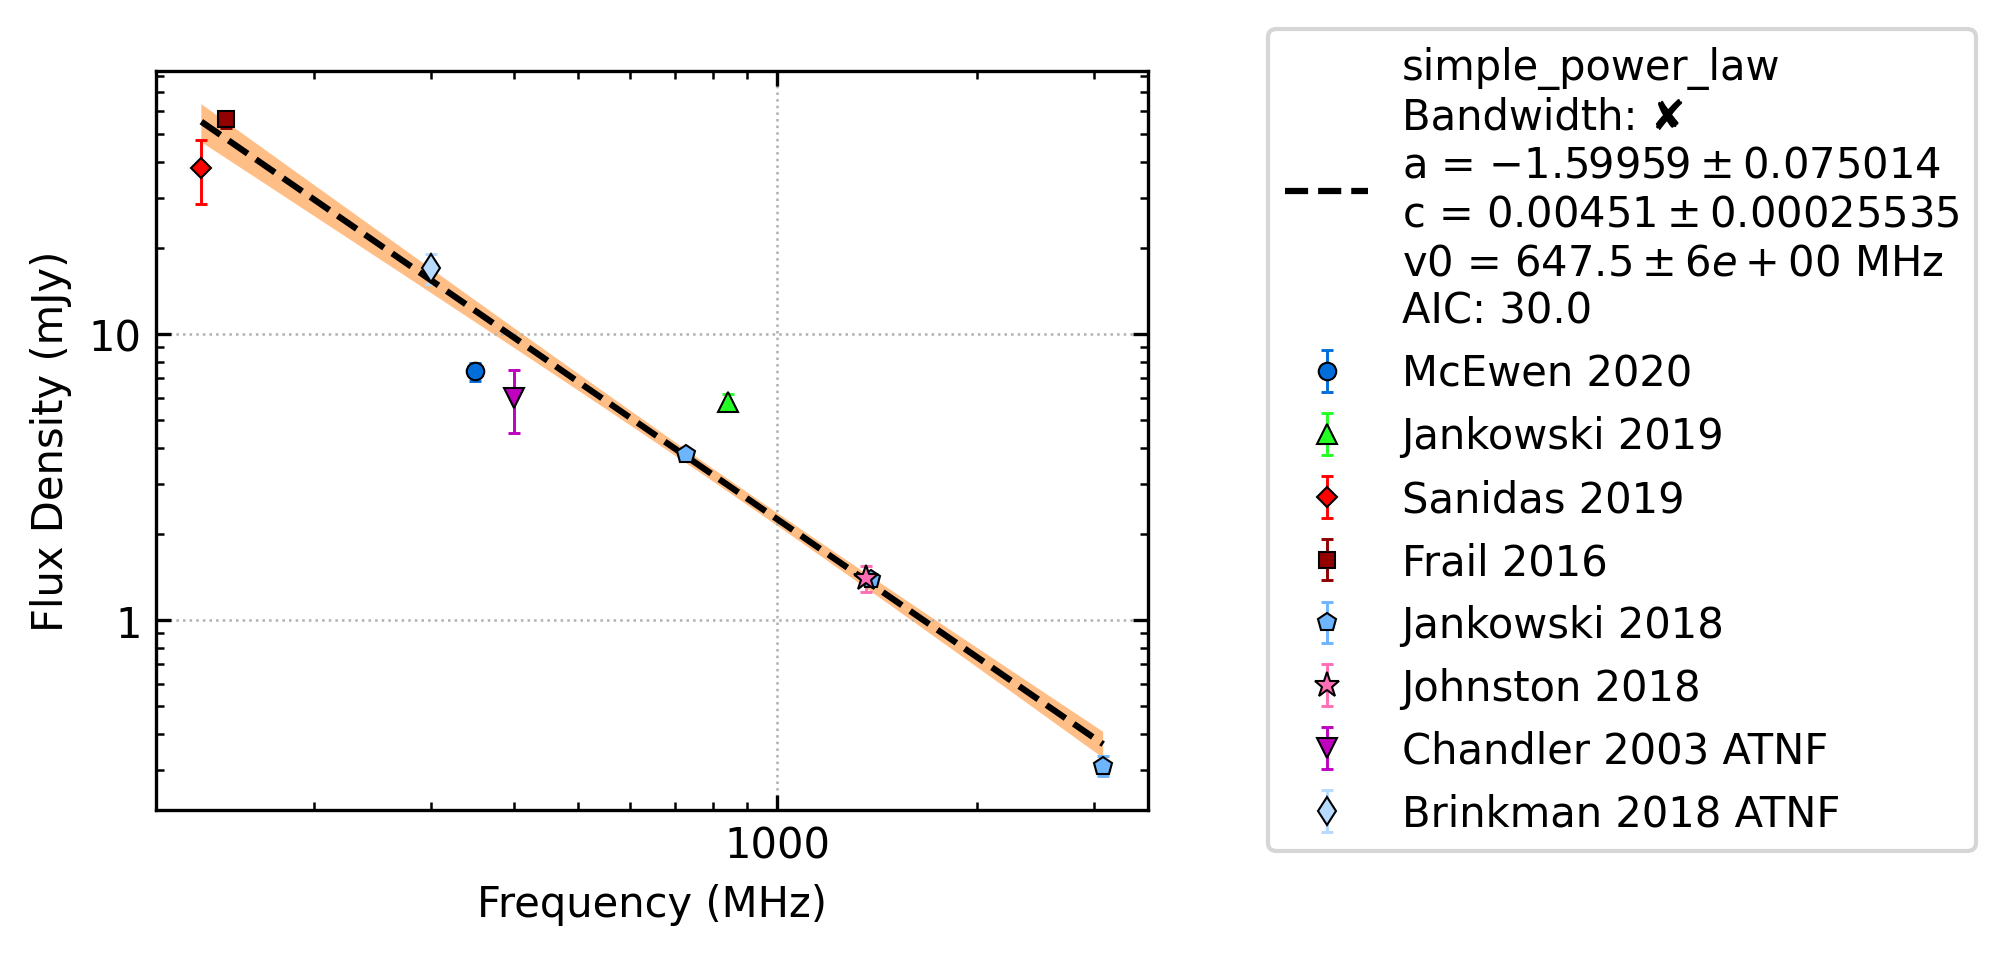 simple_power_law
Bandwidth: ✘
a = −1.59959 ± 0.075014
c = 0.00451 ± 0.00025535
v0 = 647.5 ± 6e + 00 MHz
AIC: 30.0
McEwen 2020
Jankowski 2019
Sanidas 2019
Frail 2016
Jankowski 2018
Johnston 2018
Chandler 2003 ATNF
Brinkman 2018 ATNF
Flux Density (mJy)
10
1
1000
Frequency (MHz)